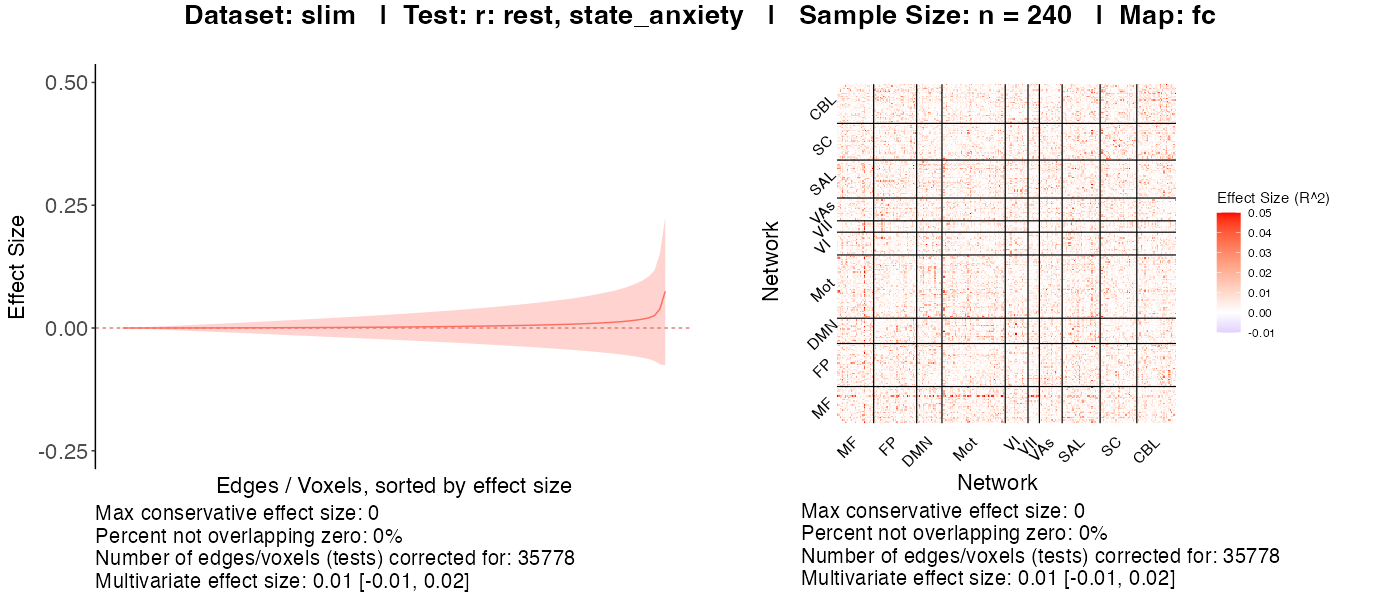 Dataset: slim | Test: r: rest, state_anxiety | Sample Size: n = 240 | Map: fc
0.50
0.25
0.00
-0.25
Effect Size
Edges / Voxels, sorted by effect size
Max conservative effect size: 0
Percent not overlapping zero: 0%
Number of edges/voxels (tests) corrected for: 35778
Multivariate effect size: 0.01 [-0.01, 0.02]
Network
CBL
SC
SAL
VAs
VII
VI
Mot
DMN
FP
MF
MF
FP
DMN
Mot
VI
VII
VAs
SAL
SC
CBL
Network
Effect Size (R^2)
0.05
0.04
0.03
0.02
0.01
0.00
-0.01
Max conservative effect size: 0
Percent not overlapping zero: 0%
Number of edges/voxels (tests) corrected for: 35778
Multivariate effect size: 0.01 [-0.01, 0.02]